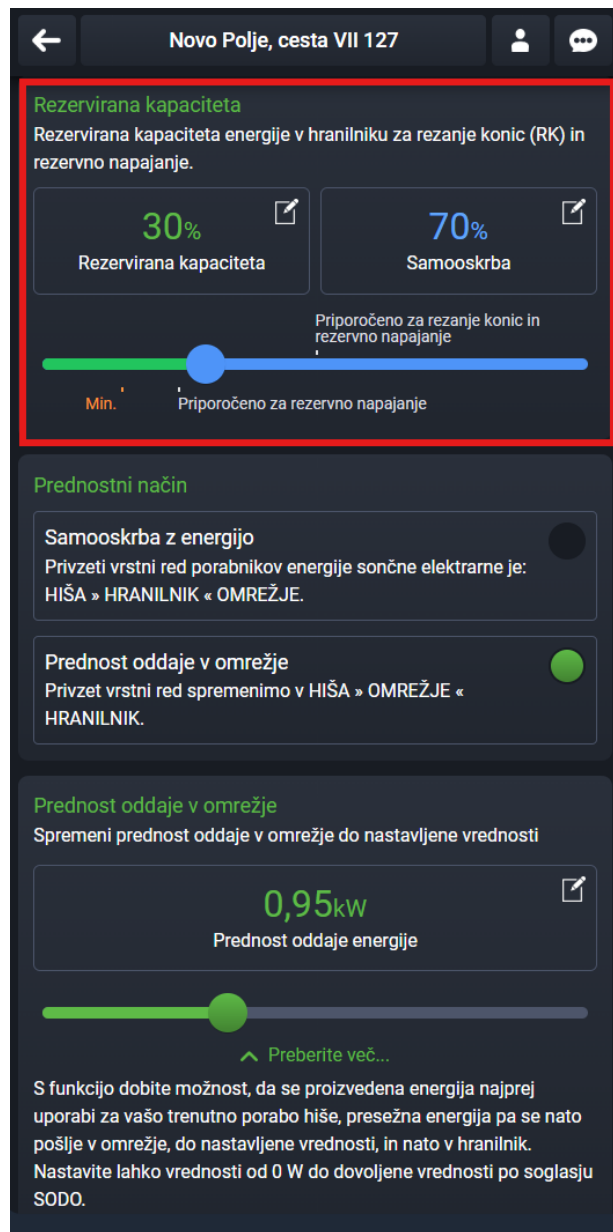 Novo Polje, cesta VII 127
Rezervirana kapaciteta
Rezervirana kapaciteta energije v hranilniku za rezanje konic (RK) in
rezervno napajanje.
30%
Rezervirana kapaciteta
70%
Samooskrba
Priporočeno za rezanje konic in
rezervno napajanje
Min.
Priporočeno za rezervno napajanje
Prednostni način
Samooskrba z energijo
Privzeti vrstni red porabnikov energije sončne elektrarne je:
HIŠA » HRANILNIK « OMREŽJE.
Prednost oddaje v omrežje
Privzet vrstni red spremenimo v HIŠA » OMREŽJE «
HRANILNIK.
Prednost oddaje v omrežje
Spremeni prednost oddaje v omrežje do nastavljene vrednosti
0,95kW
Prednost oddaje energije
Preberite več...
S funkcijo dobite možnost, da se proizvedena energija najprej
uporabi za vašo trenutno porabo hiše, presežna energija pa se nato
pošlje v omrežje, do nastavljene vrednosti, in nato v hranilnik.
Nastavite lahko vrednosti od 0 W do dovoljene vrednosti po soglasju
SODO.